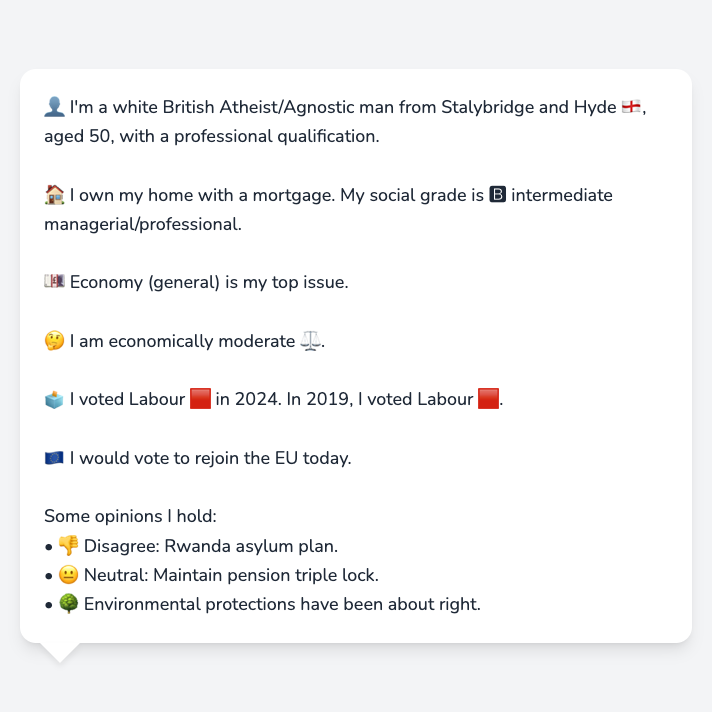 👤 I'm a white British Atheist/Agnostic man from Stalybridge and Hyde 🏴󠁧󠁢󠁥󠁮󠁧󠁿,
aged 50, with a professional qualification.
🏠 I own my home with a mortgage. My social grade is 🅱 intermediate
managerial/professional.
💷 Economy (general) is my top issue.
🤔 I am economically moderate ⚖️.
🗳️ I voted Labour 🟥 in 2024. In 2019, I voted Labour 🟥.
🇪🇺 I would vote to rejoin the EU today.
Some opinions I hold:
• 👎 Disagree: Rwanda asylum plan.
• 😐 Neutral: Maintain pension triple lock.
• 🌳 Environmental protections have been about right.